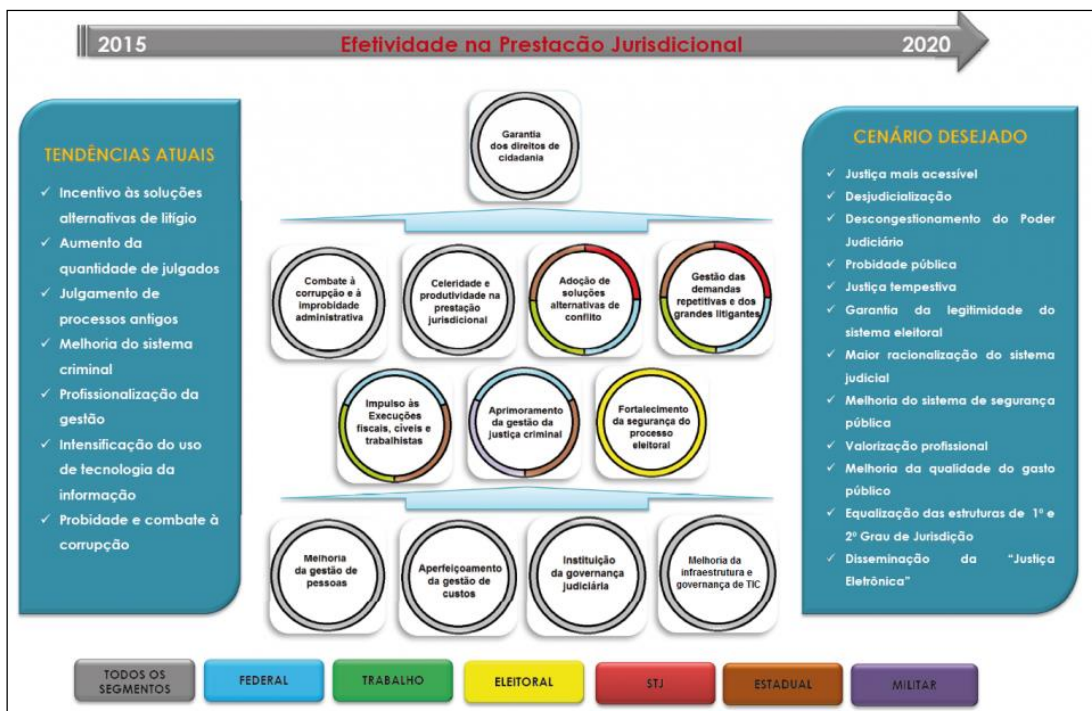 2015
Efetividade na Prestacão Jurisdicional
2020
TENDÊNCIAS ATUAIS
✓ Incentivo às soluções
alternativas de litígio
✓ Aumento da
quantidade de julgados
✓ Julgamento de
processos antigos
✓ Melhoria do sistema
criminal
✓ Profissionalização da
gestão
✓ Intensificação do uso
de tecnologia da
informação
✓ Probidade e combate à
corrupção
Garantia
dos direitos de
cidadania
Combate à
corrupção e à
improbidade
administrativa
Celeridade e
produtividade na
prestação
jurisdicional
Adoção de
soluções
alternativas de
conflito
Gestão das
demandas
repetitivas e dos
grandes litigantes
Impulso às
Execuções
fiscais, cíveis e
trabalhistas
Aprimoramento
da gestão da
justiça criminal
Fortalecimento
da segurança do
processo
eleitoral
Melhoria
da gestão de
pessoas
Aperfeiçoamento
da gestão de
custos
Instituição
da governança
judiciária
Melhoria da
infraestrutura e
governança de TIC
CENÁRIO DESEJADO
✓ Justiça mais acessível
✓ Desjudicialização
✓ Descongestionamento do Poder
Judiciário
✓ Probidade pública
✓ Justiça tempestiva
✓ Garantia da legitimidade do
sistema eleitoral
✓ Maior racionalização do sistema
judicial
✓ Melhoria do sistema de segurança
pública
✓ Valorização profissional
✓ Melhoria da qualidade do gasto
público
✓ Equalização das estruturas de 1º e
2º Grau de Jurisdição
✓ Disseminação da "Justiça
Eletrônica"
TODOS OS
SEGMENTOS
FEDERAL
TRABALHO
ELEITORAL
STJ
ESTADUAL
MILITAR